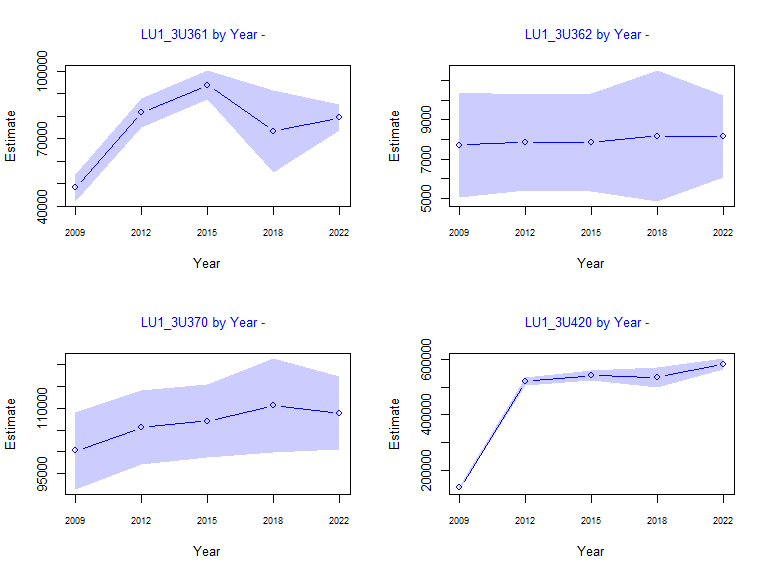 LU1_3U361 by Year -
Estimate
100000
70000
40000
2009 2012 2015 2018 2022
Year
LU1_3U362 by Year -
Estimate
9000
7000
5000
2009 2012 2015 2018 2022
Year
LU1_3U370 by Year -
Estimate
110000
95000
2009 2012 2015 2018 2022
Year
LU1_3U420 by Year -
Estimate
600000
400000
200000
2009 2012 2015 2018 2022
Year